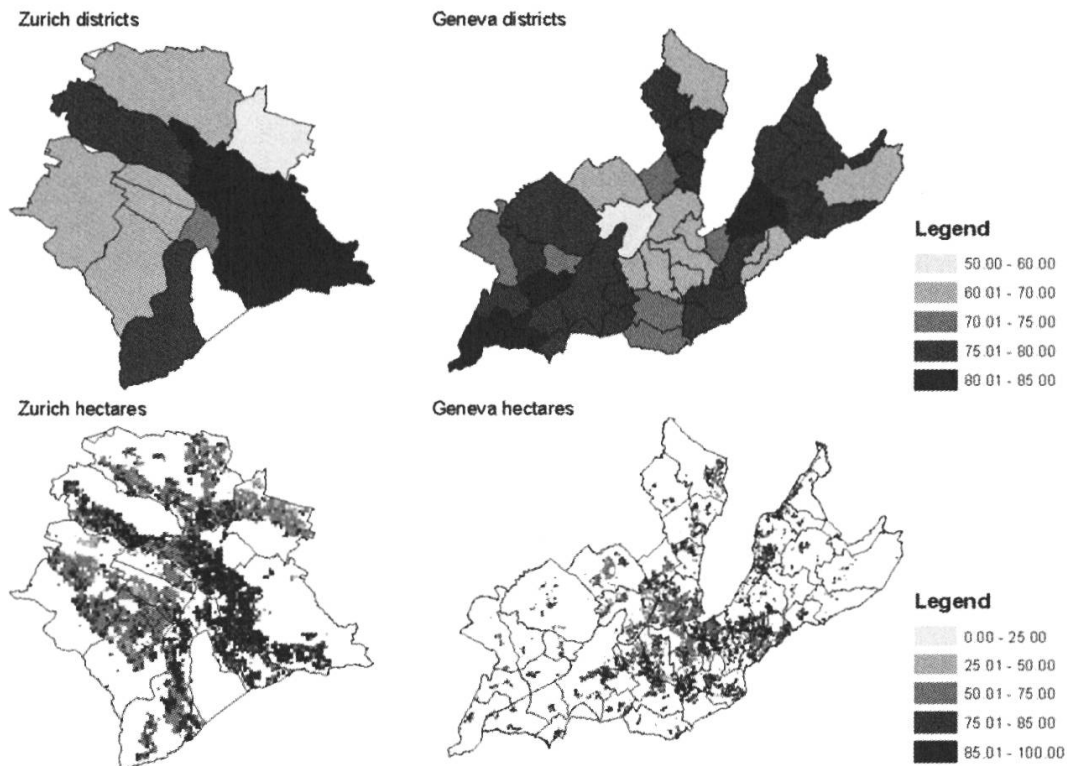 Zurich districts
Geneva districts
Legend
50 00 - 60 00
60 01 - 70 00
70 01 - 75 00
75 01 - 80 00
80 01 - 85 00
Zurich hectares
Geneva hectares
Legend
0 00 - 25 00
25 01 - 50 00
50 01 - 75 00
75 01 - 85 00
85.01 - 100 00